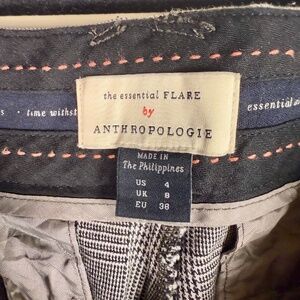 the essential FLARE
time withst
by
essential
ANTHROPOLOGIE
MADE IN
The Philippines
US 4
UK 8
EU 38